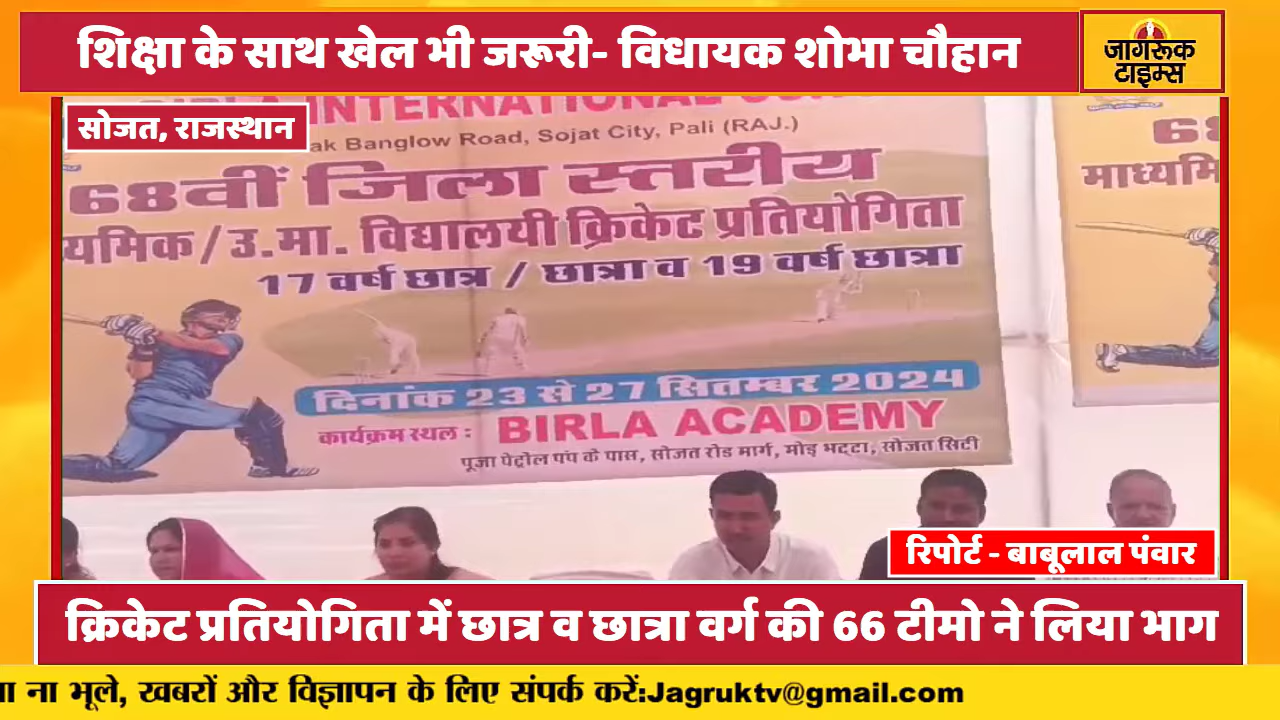 शिक्षा के साथ खेल भी जरूरी- विधायक शोभा चौहान
जागरूक
टाइम्स
सोजत, राजस्थान
INTERNATIONAL
Banglow Road, Sojat City, Pali (RAJ.)
68वीं जिला स्तरीय
यमिक/उ.मा. विद्यालयी क्रिकेट प्रतियोगिता
17 वर्ष छात्र / छात्रा व 19 वर्ष छात्रा
दिनांक 23 से 27 सितम्बर 2024
कार्यक्रम स्थल : BIRLA ACADEMY
पूजा पेट्रोल पंप के पास, सोजत रोड मार्ग, मोड़ भट्टा, सोजत सिटी
माध्यमि
रिपोर्ट - बाबूलाल पंवार
क्रिकेट प्रतियोगिता में छात्र व छात्रा वर्ग की 66 टीमो ने लिया भाग
ना भूले, खबरों और विज्ञापन के लिए संपर्क करें:Jagruktv@gmail.com